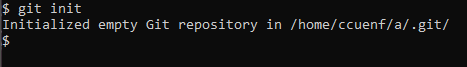 $ git init
Initialized empty Git repository in /home/ccuenf/a/.git/
$